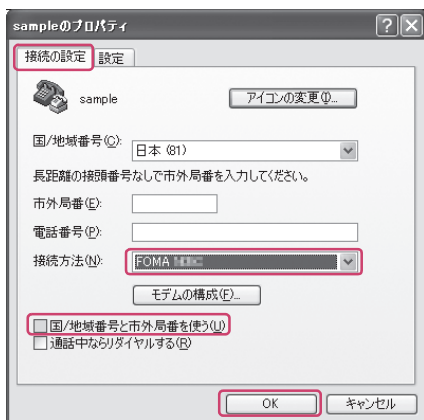 sampleのプロパティ
接続の設定 設定
sample
アイコンの変更(I)...
国/地域番号(C):
日本 (81)
長距離の接頭番号なしで市外局番を入力してください。
市外局番(E):
電話番号(P):
接続方法(N):
FOMA
モデムの構成(F)...
国/地域番号と市外局番を使う(U)
通話中ならリダイヤルする(R)
OK キャンセル